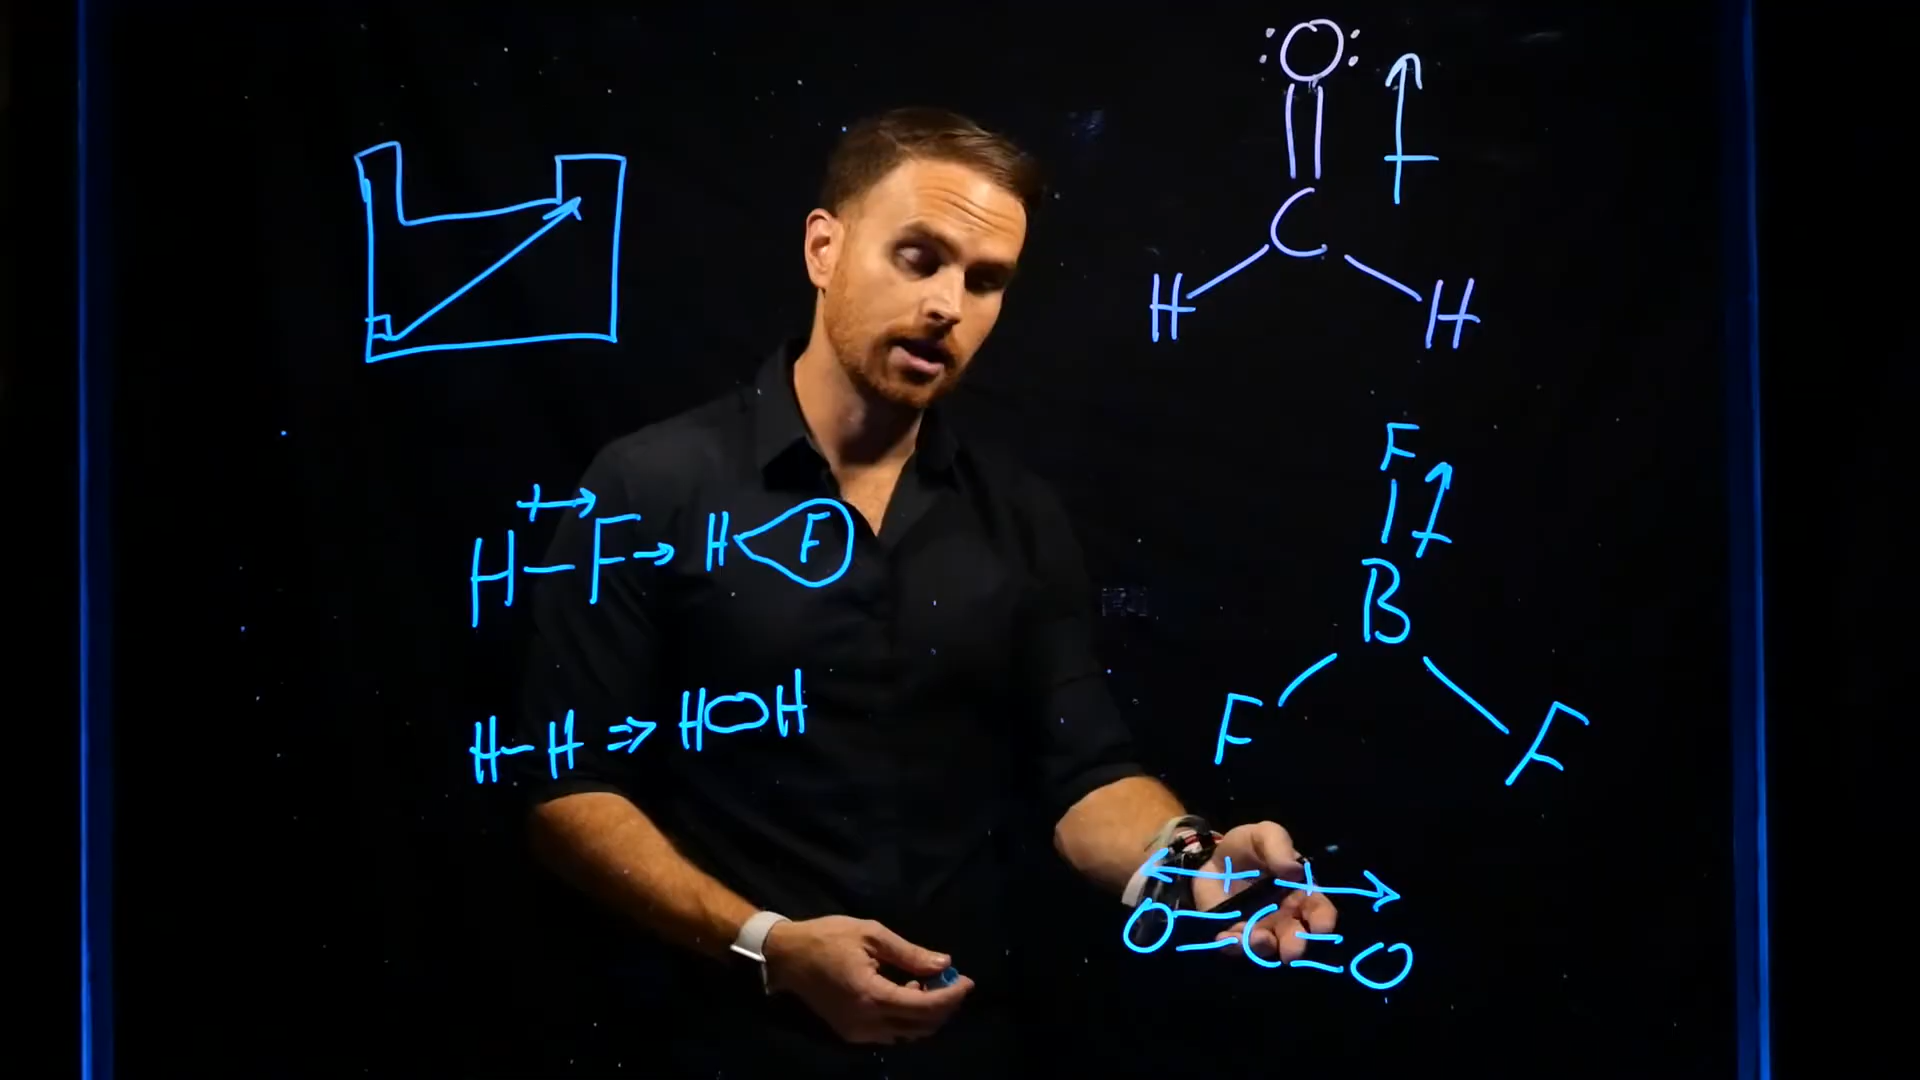 :O:
C
H H
F
B
F F
H-F→H F
H-H⇒HOH
O=C=O